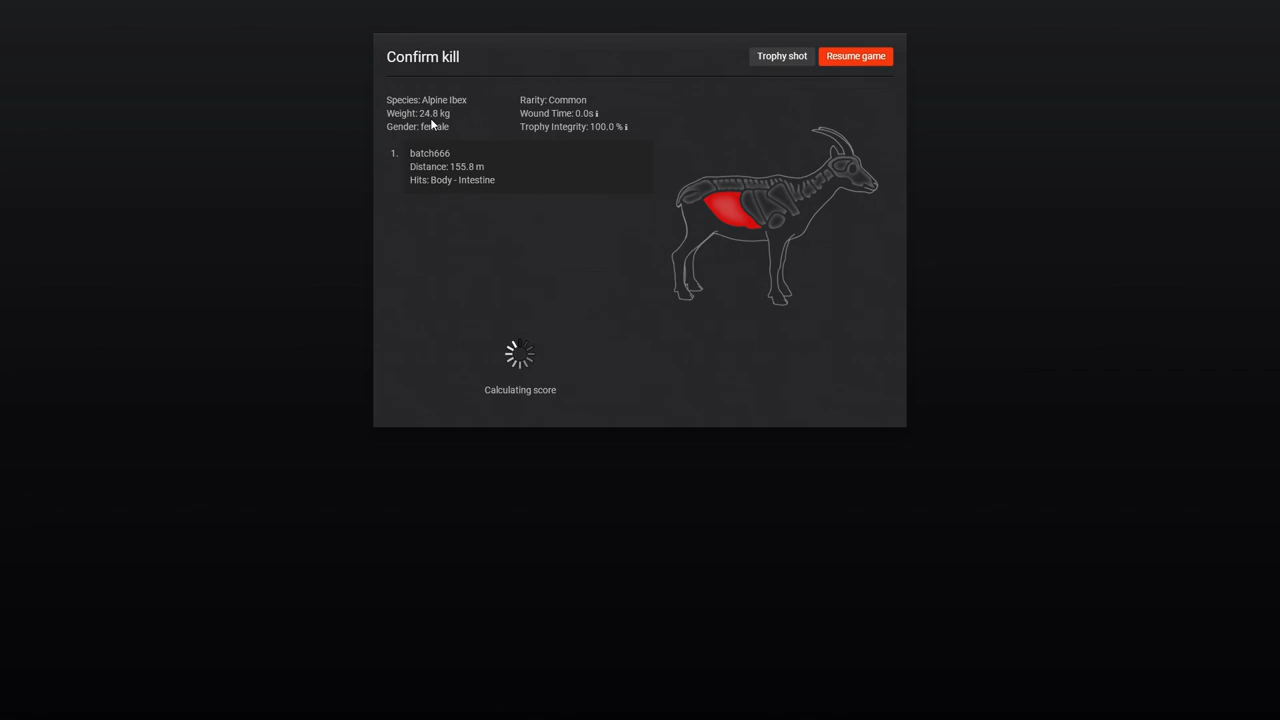 Confirm kill
Trophy shot
Resume game
Species: Alpine Ibex
Rarity: Common
Weight: 24.8 kg
Wound Time: 0.0s i
Gender: female
Trophy Integrity: 100.0 % i
1. batch666
Distance: 155.8 m
Hits: Body - Intestine
Calculating score